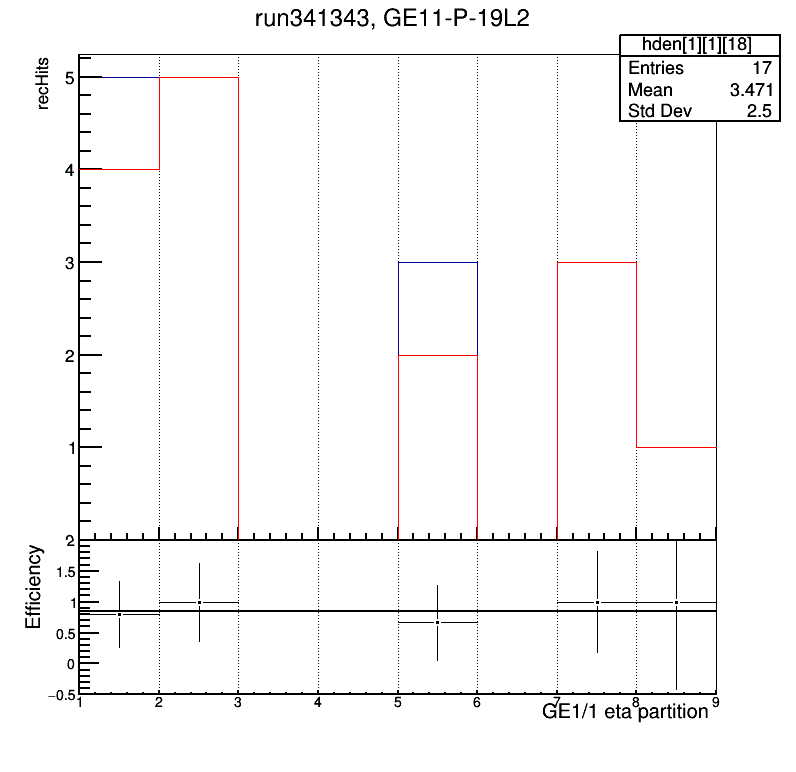 run341343, GE11-P-19L2
hden[1][1][18]
Entries 17
Mean 3.471
Std Dev 2.5
recHits
5
4
3
2
1
Efficiency
2
1.5
1
0.5
0
−0.5
1 2 3 4 5 6 7 8 9
GE1/1 eta partition